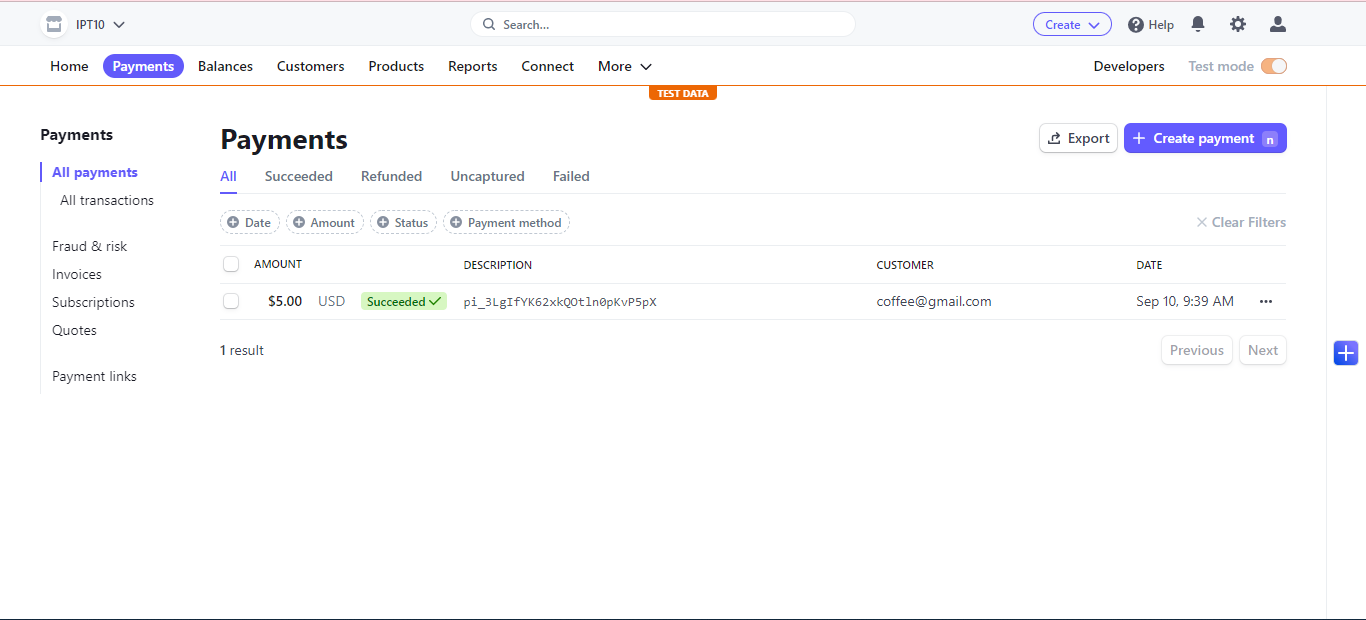 IPT10 Search... Create Help
Home Payments Balances Customers Products Reports Connect More Developers Test mode
TEST DATA
Payments
All payments
All transactions
Fraud & risk
Invoices
Subscriptions
Quotes
Payment links
Payments Export + Create payment n
All Succeeded Refunded Uncaptured Failed
Date Amount Status Payment method Clear Filters
AMOUNT DESCRIPTION CUSTOMER DATE
$5.00 USD Succeeded pi_3LgIfYK62xkQOtln0pKvP5pX coffee@gmail.com Sep 10, 9:39 AM
1 result Previous Next